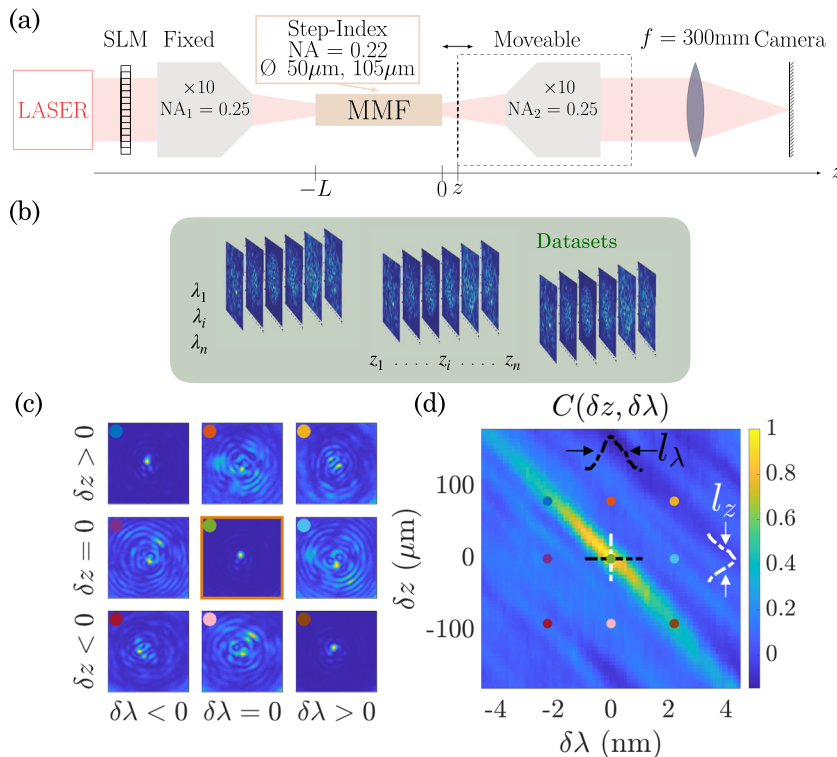 (a)
SLM Fixed
Step-Index
NA = 0.22
Ø 50μm, 105μm
Moveable
f = 300mm Camera
LASER
×10
NA₁ = 0.25
MMF
×10
NA₂ = 0.25
−L
0
z
z
(b)
Datasets
λ₁
λᵢ
λₙ
z₁ . . . . zᵢ . . . . zₙ
(c)
δz > 0
δz = 0
δz < 0
δλ < 0
δλ = 0
δλ > 0
(d)
C(δz, δλ)
l_λ
l_z
δz (μm)
100
0
-100
-4
-2
0
2
4
δλ (nm)
1
0.8
0.6
0.4
0.2
0